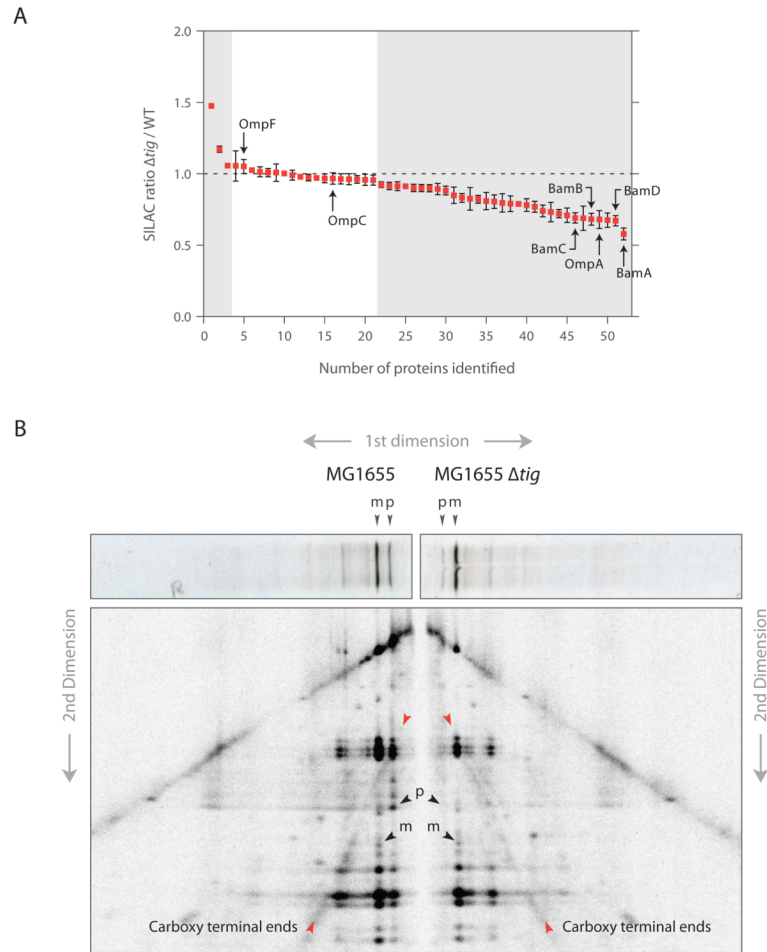 A
2.0
1.5
1.0
0.5
0.0
SILAC ratio Δtig / WT
OmpF
OmpC
BamB
BamD
BamC
OmpA
BamA
0 5 10 15 20 25 30 35 40 45 50
Number of proteins identified
B
1st dimension
MG1655 MG1655 Δtig
m p p m
2nd Dimension
2nd Dimension
p
m m
Carboxy terminal ends Carboxy terminal ends